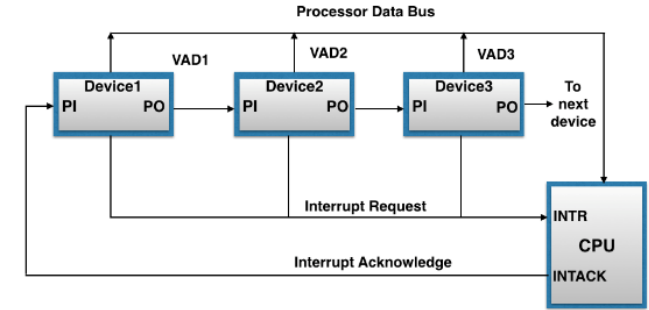 Processor Data Bus
VAD1
VAD2
VAD3
Device1
PI
PO
Device2
PI
PO
Device3
PI
PO
To
next
device
Interrupt Request
INTR
CPU
Interrupt Acknowledge
INTACK